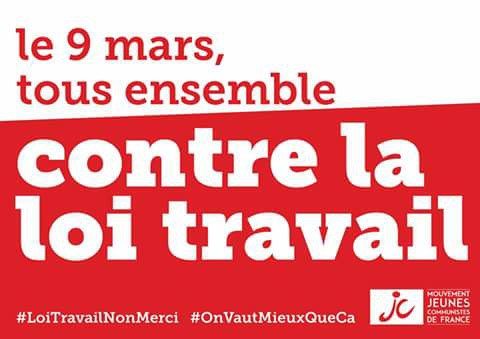 le 9 mars,
tous ensemble
contre la
loi travail
#LoiTravailNonMerci #OnVautMieuxQueCa
jc
MOUVEMENT
JEUNES
COMMUNISTES
DE FRANCE